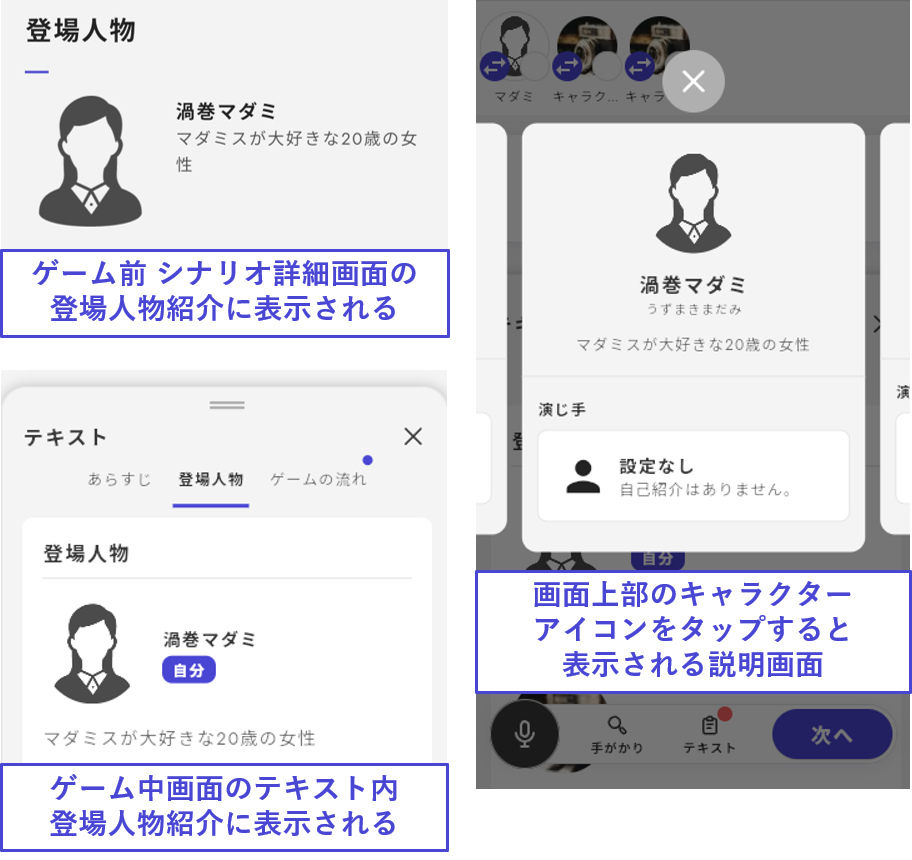 登場人物
渦巻マダミ
マダミスが大好きな20歳の女
性
ゲーム前 シナリオ詳細画面の
登場人物紹介に表示される
テキスト
あらすじ
登場人物
ゲームの流れ
登場人物
渦巻マダミ
自分
マダミスが大好きな20歳の女性
ゲーム中画面のテキスト内
登場人物紹介に表示される
マダミ
キャラク...
キャラ
渦巻マダミ
うずまきまだみ
マダミスが大好きな20歳の女性
演じ手
設定なし
自己紹介はありません。
演
自分
画面上部のキャラクター
アイコンをタップすると
表示される説明画面
手がかり
テキスト
次へ